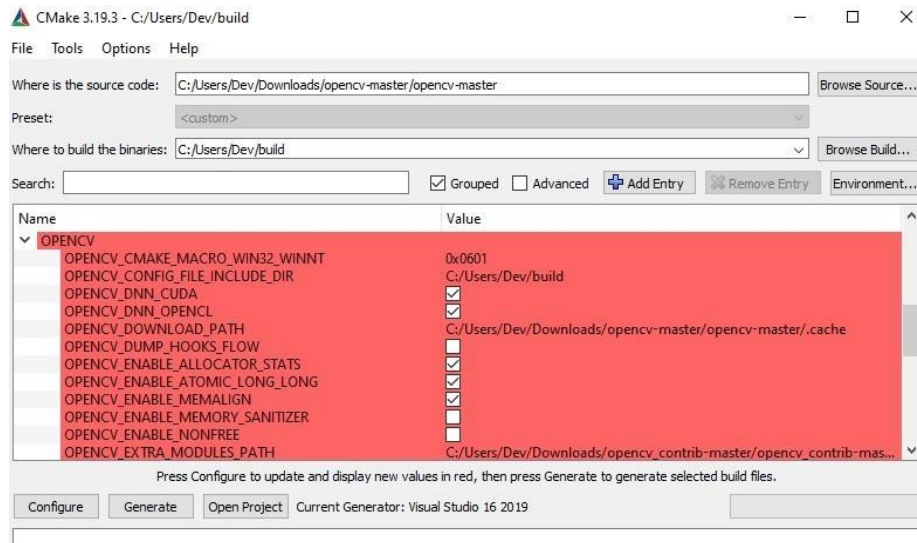 CMake 3.19.3 - C:/Users/Dev/build
File Tools Options Help
Where is the source code: C:/Users/Dev/Downloads/opencv-master/opencv-master Browse Source...
Preset: <custom>
Where to build the binaries: C:/Users/Dev/build Browse Build...
Search: Grouped Advanced Add Entry Remove Entry Environment...
Name Value
OPENCV
OPENCV_CMAKE_MACRO_WIN32_WINNT 0x0601
OPENCV_CONFIG_FILE_INCLUDE_DIR C:/Users/Dev/build
OPENCV_DNN_CUDA
OPENCV_DNN_OPENCL
OPENCV_DOWNLOAD_PATH C:/Users/Dev/Downloads/opencv-master/opencv-master/.cache
OPENCV_DUMP_HOOKS_FLOW
OPENCV_ENABLE_ALLOCATOR_STATS
OPENCV_ENABLE_ATOMIC_LONG_LONG
OPENCV_ENABLE_MEMALIGN
OPENCV_ENABLE_MEMORY_SANITIZER
OPENCV_ENABLE_NONFREE
OPENCV_EXTRA_MODULES_PATH C:/Users/Dev/Downloads/opencv_contrib-master/opencv_contrib-mas...
Press Configure to update and display new values in red, then press Generate to generate selected build files.
Configure Generate Open Project Current Generator: Visual Studio 16 2019